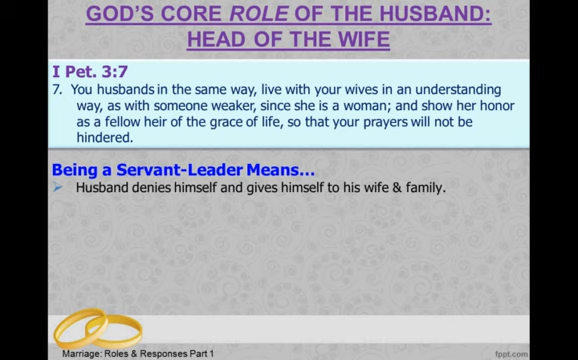 GOD'S CORE ROLE OF THE HUSBAND:
HEAD OF THE WIFE
I Pet. 3:7
7. You husbands in the same way, live with your wives in an understanding
way, as with someone weaker, since she is a woman; and show her honor
as a fellow heir of the grace of life, so that your prayers will not be
hindered.
Being a Servant-Leader Means…
➢ Husband denies himself and gives himself to his wife & family.
Marriage: Roles & Responses Part 1
fppt.com